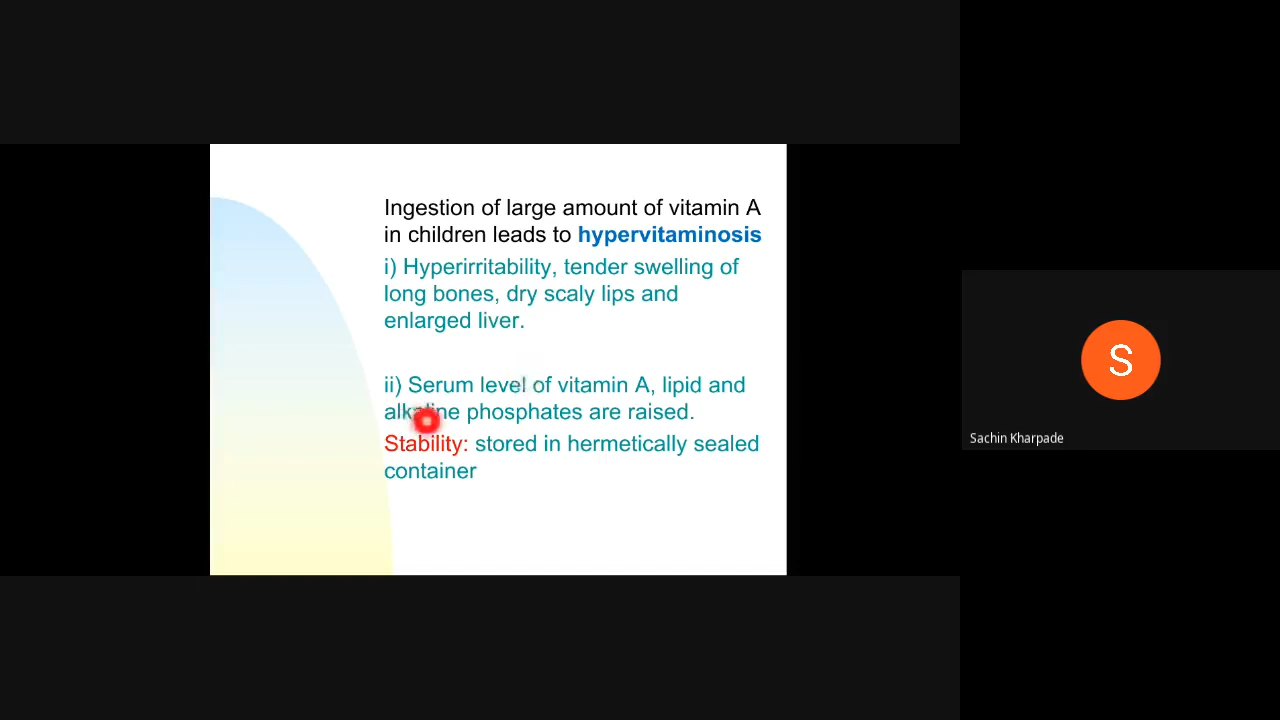 Ingestion of large amount of vitamin A
in children leads to hypervitaminosis
i) Hyperirritability, tender swelling of
long bones, dry scaly lips and
enlarged liver.
ii) Serum level of vitamin A, lipid and
alkaline phosphates are raised.
Stability: stored in hermetically sealed
container
S
Sachin Kharpade